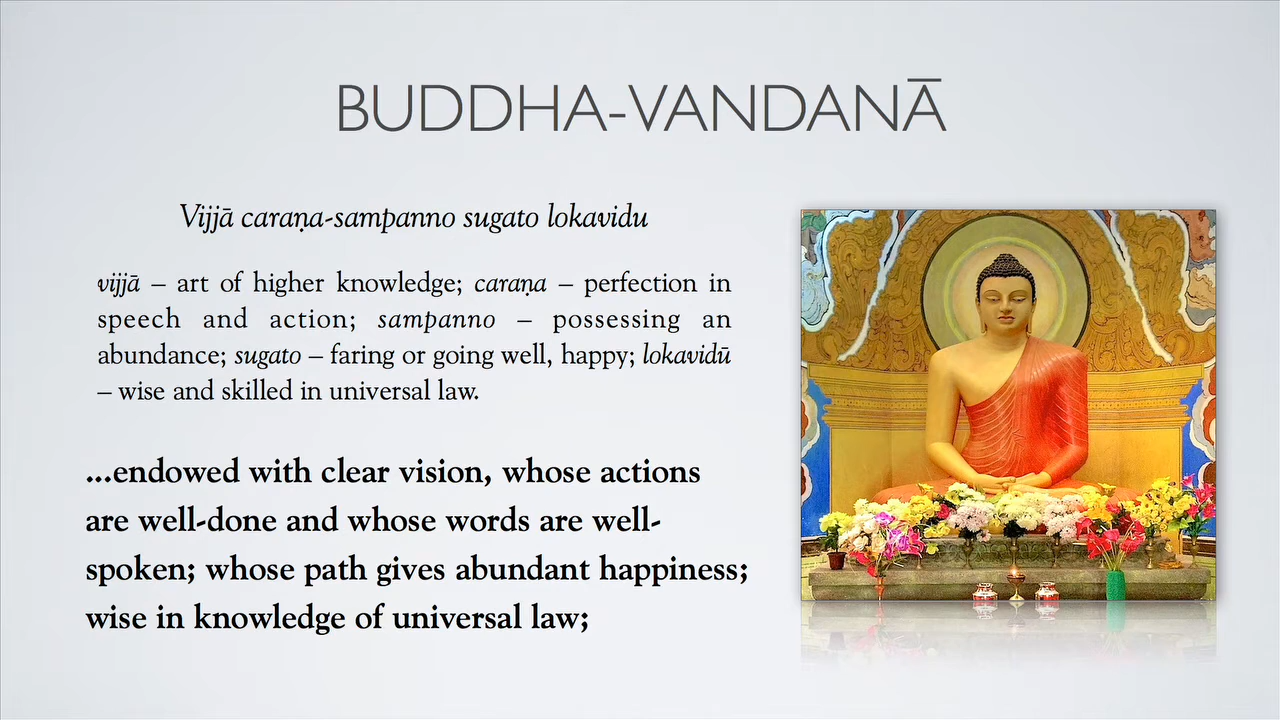 BUDDHA-VANDANĀ
Vijjā caraṇa-sampanno sugato lokavidu
vijjā – art of higher knowledge; caraṇa – perfection in
speech and action; sampanno – possessing an
abundance; sugato – faring or going well, happy; lokavidū
– wise and skilled in universal law.
...endowed with clear vision, whose actions
are well-done and whose words are well-
spoken; whose path gives abundant happiness;
wise in knowledge of universal law;